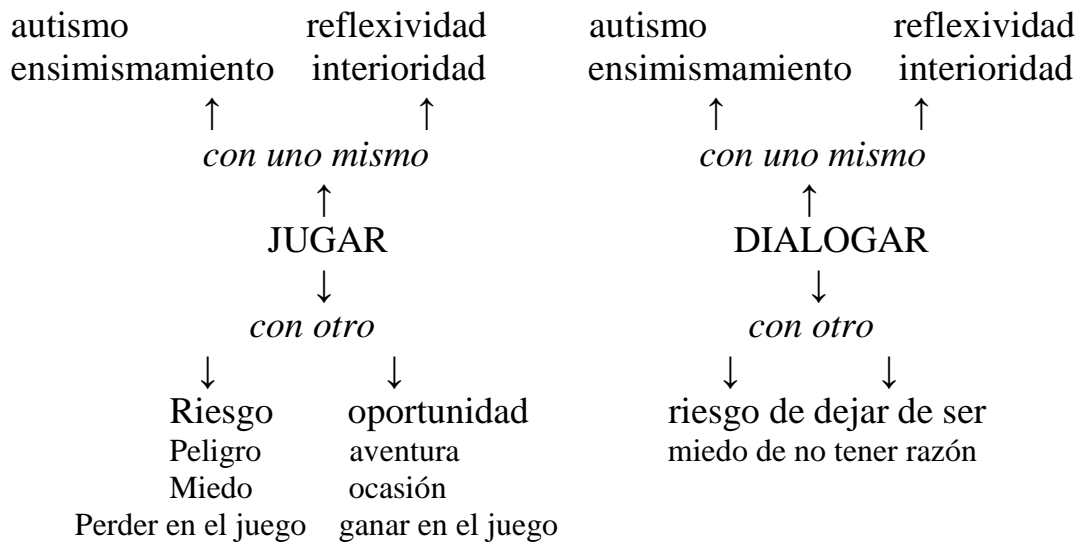 autismo reflexividad autismo reflexividad
ensimismamiento interioridad ensimismamiento interioridad
↑ ↑ ↑ ↑
con uno mismo con uno mismo
↑ ↑
JUGAR DIALOGAR
↓ ↓
con otro con otro
↓ ↓ ↓ ↓
Riesgo oportunidad riesgo de dejar de ser
Peligro aventura miedo de no tener razón
Miedo ocasión
Perder en el juego ganar en el juego